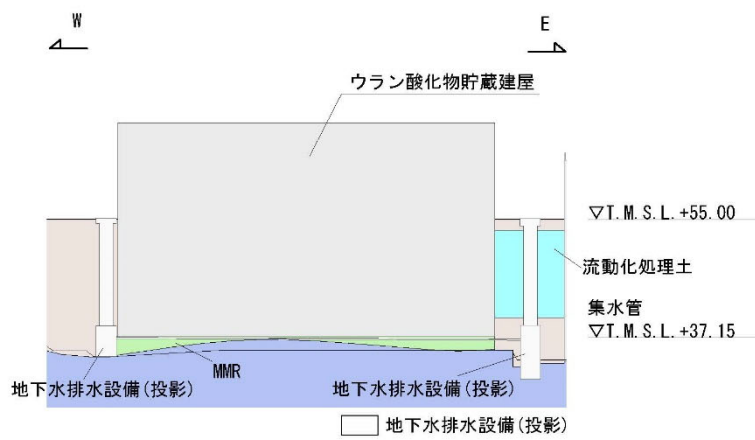 W
E
ウラン酸化物貯蔵建屋
▽T.M.S.L.+55.00
流動化処理土
集水管
▽T.M.S.L.+37.15
MMR
地下水排水設備(投影)
地下水排水設備(投影)
地下水排水設備(投影)